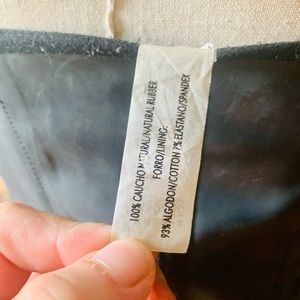 100% CAUCHO NATURAL/NATURAL RUBBER
FORRO/LINING:
93% ALGODON/COTTON 7% ELASTANO/SPANDEX